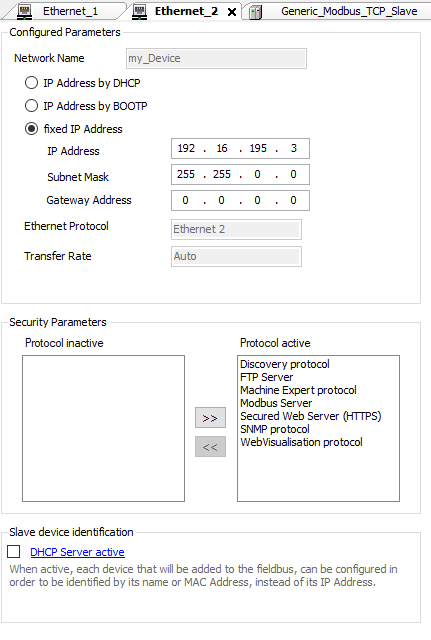 Ethernet_1 Ethernet_2 X Generic_Modbus_TCP_Slave
Configured Parameters
Network Name my_Device
IP Address by DHCP
IP Address by BOOTP
fixed IP Address
IP Address 192 . 16 . 195 . 3
Subnet Mask 255 . 255 . 0 . 0
Gateway Address 0 . 0 . 0 . 0
Ethernet Protocol Ethernet 2
Transfer Rate Auto
Security Parameters
Protocol inactive Protocol active
Discovery protocol
FTP Server
Machine Expert protocol
Modbus Server
>> Secured Web Server (HTTPS)
SNMP protocol
<< WebVisualisation protocol
Slave device identification
DHCP Server active
When active, each device that will be added to the fieldbus, can be configured in
order to be identified by its name or MAC Address, instead of its IP Address.